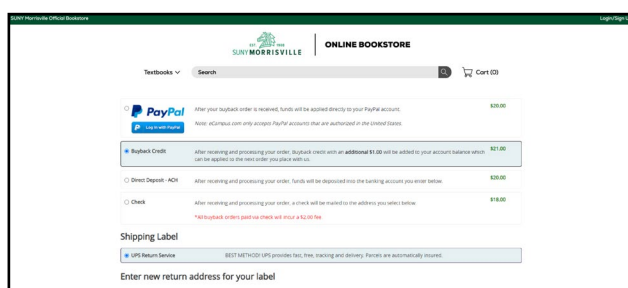 SUNY Morrisville Official Bookstore
Login/Sign U
EST 1908
SUNY MORRISVILLE
ONLINE BOOKSTORE
Textbooks
Search
Cart (0)
PayPal
Log in with PayPal
After your buyback order is received, funds will be applied directly to your PayPal account.
Note: eCampus.com only accepts PayPal accounts that are authorized in the United States.
$20.00
Buyback Credit
After receiving and processing your order, buyback credit with an additional $1.00 will be added to your account balance which
can be applied to the next order you place with us.
$21.00
Direct Deposit - ACH
After receiving and processing your order, funds will be deposited into the banking account you enter below.
$20.00
Check
After receiving and processing your order, a check will be mailed to the address you select below.
$18.00
*All buyback orders paid via check will incur a $2.00 fee
Shipping Label
UPS Return Service
BEST METHOD! UPS provides fast, free, tracking and delivery. Parcels are automatically insured.
Enter new return address for your label